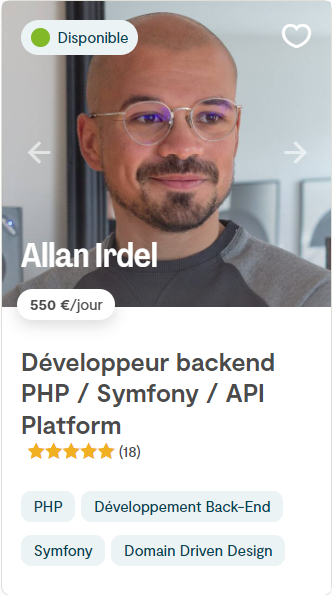 Disponible
Allan Irdel
550 €/jour
Développeur backend
PHP / Symfony / API
Platform
(18)
PHP Développement Back-End
Symfony Domain Driven Design